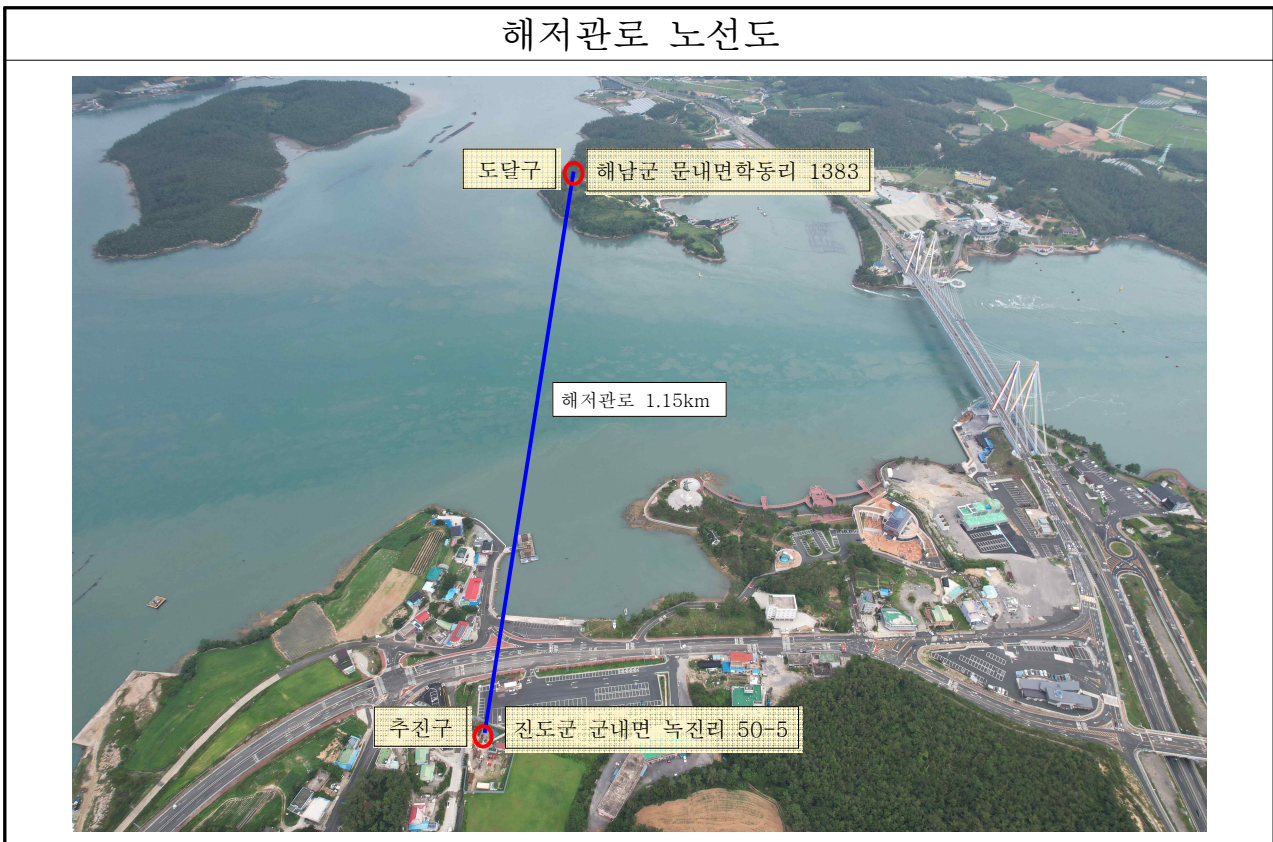 해저관로 노선도
도달구
해남군 문내면학동리 1383
해저관로 1.15km
추진구
진도군 군내면 녹진리 50-5